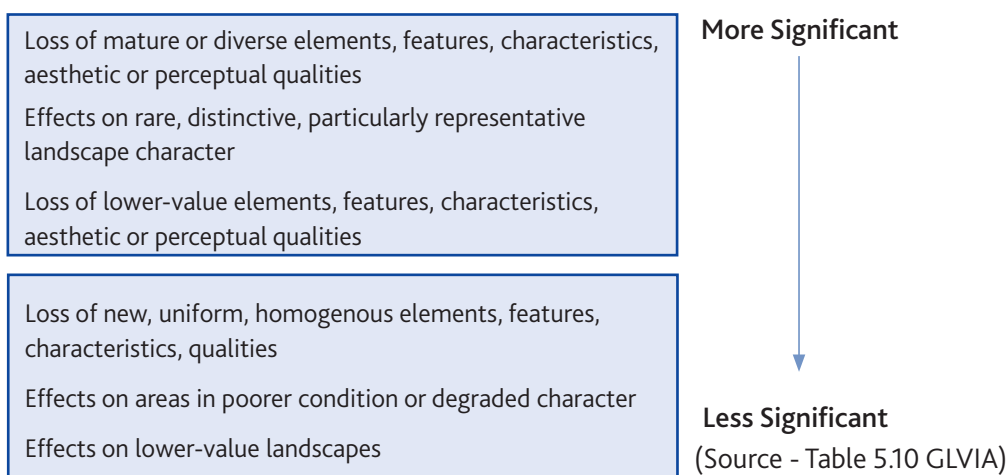 More Significant
Loss of mature or diverse elements, features, characteristics,
aesthetic or perceptual qualities
Effects on rare, distinctive, particularly representative
landscape character
Loss of lower-value elements, features, characteristics,
aesthetic or perceptual qualities
Loss of new, uniform, homogenous elements, features,
characteristics, qualities
Effects on areas in poorer condition or degraded character
Effects on lower-value landscapes
Less Significant
(Source - Table 5.10 GLVIA)